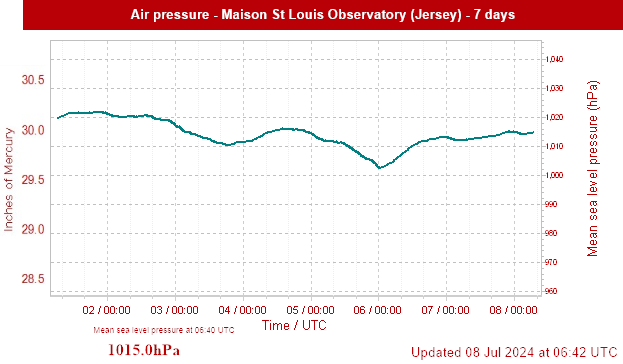 Air pressure - Maison St Louis Observatory (Jersey) - 7 days
Inches of Mercury
30.5
30.0
29.5
29.0
28.5
1,040
1,030
1,020
1,010
1,000
990
980
970
960
Mean sea level pressure (hPa)
02 / 00:00 03 / 00:00 04 / 00:00 05 / 00:00 06 / 00:00 07 / 00:00 08 / 00:00
Time / UTC
Mean sea level pressure at 06:40 UTC
1015.0hPa
Updated 08 Jul 2024 at 06:42 UTC